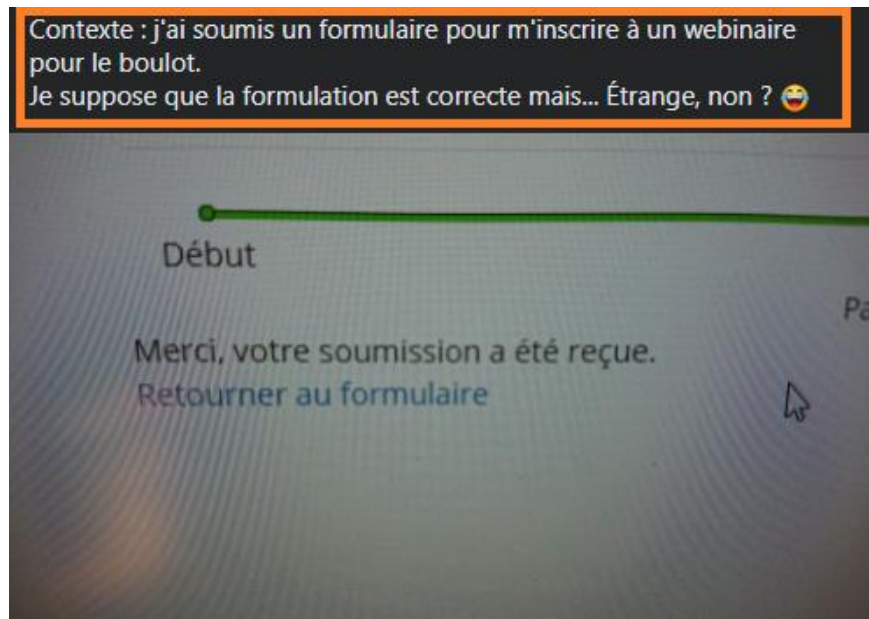 Contexte : j'ai soumis un formulaire pour m'inscrire à un webinaire
pour le boulot.
Je suppose que la formulation est correcte mais... Étrange, non ? 😂
Début
Merci, votre soumission a été reçue.
Retourner au formulaire